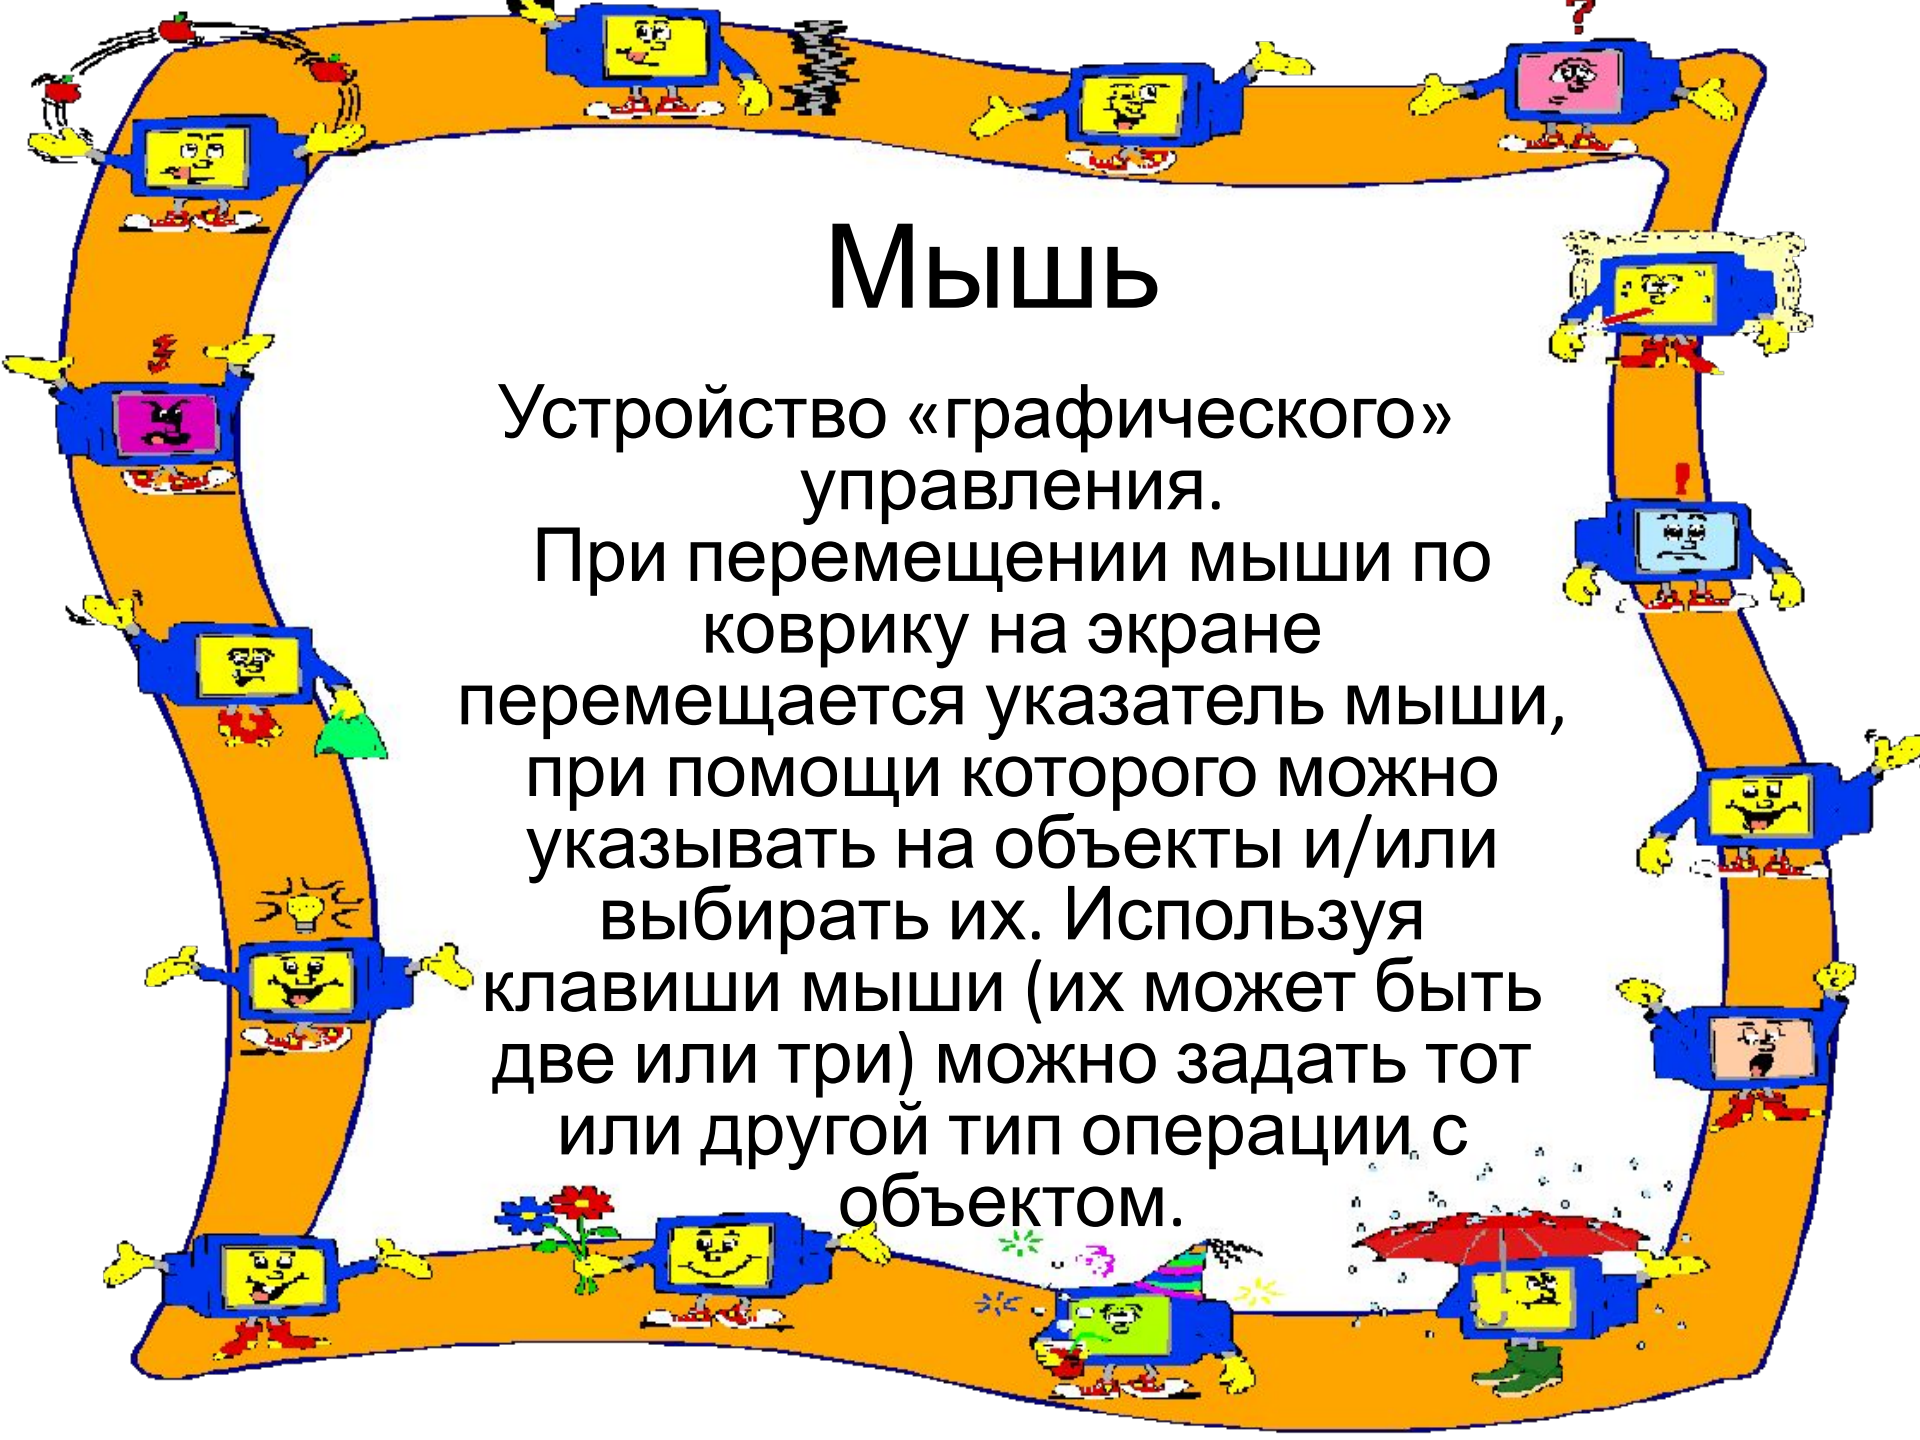 ?
Мышь
Устройство «графического»
управления.
При перемещении мыши по
коврику на экране
перемещается указатель мыши,
при помощи которого можно
указывать на объекты и/или
выбирать их. Используя
клавиши мыши (их может быть
две или три) можно задать тот
или другой тип операции с
объектом.
!